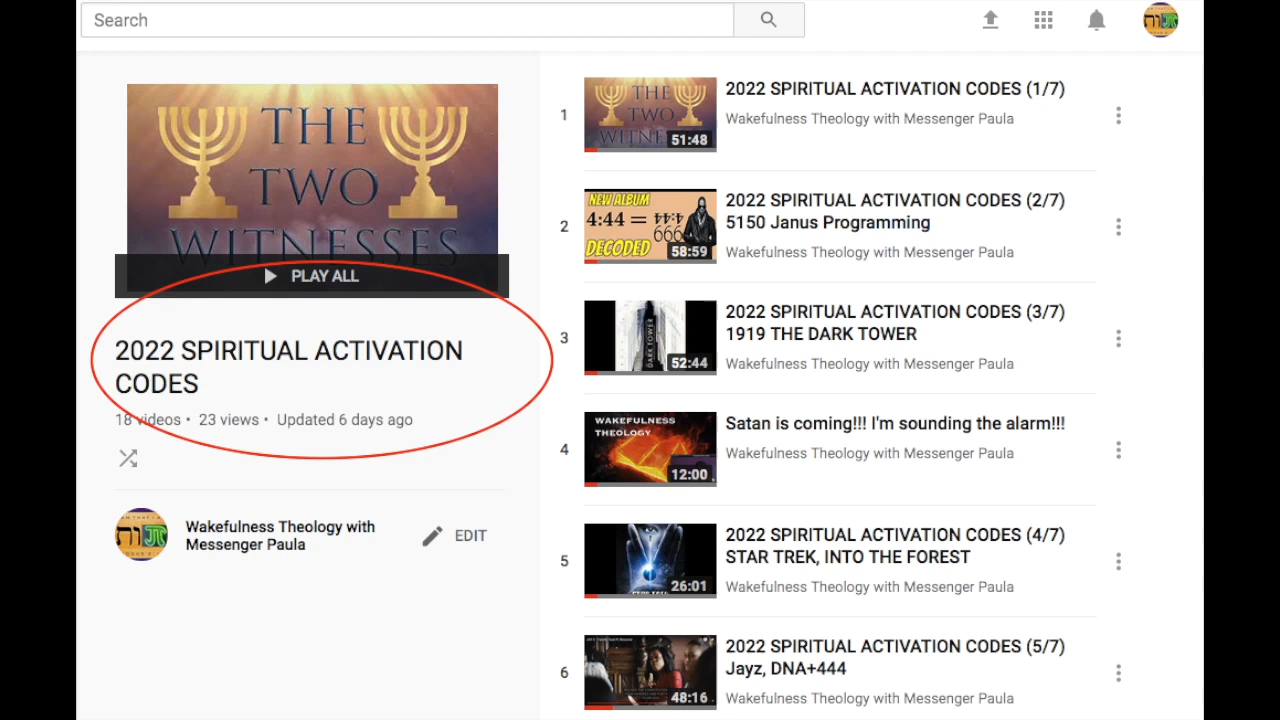 Search
THE
TWO
WITNESSES
PLAY ALL
2022 SPIRITUAL ACTIVATION
CODES
18 videos • 23 views • Updated 6 days ago
Wakefulness Theology with
Messenger Paula
EDIT
1
THE
TWO
51:48
2022 SPIRITUAL ACTIVATION CODES (1/7)
Wakefulness Theology with Messenger Paula
2
NEW ALBUM
4:44 =
666
DECODED
58:59
2022 SPIRITUAL ACTIVATION CODES (2/7)
5150 Janus Programming
Wakefulness Theology with Messenger Paula
3
DARK TOWER
52:44
2022 SPIRITUAL ACTIVATION CODES (3/7)
1919 THE DARK TOWER
Wakefulness Theology with Messenger Paula
4
WAKEFULNESS
THEOLOGY
12:00
Satan is coming!!! I'm sounding the alarm!!!
Wakefulness Theology with Messenger Paula
5
26:01
2022 SPIRITUAL ACTIVATION CODES (4/7)
STAR TREK, INTO THE FOREST
Wakefulness Theology with Messenger Paula
6
48:16
2022 SPIRITUAL ACTIVATION CODES (5/7)
Jayz, DNA+444
Wakefulness Theology with Messenger Paula